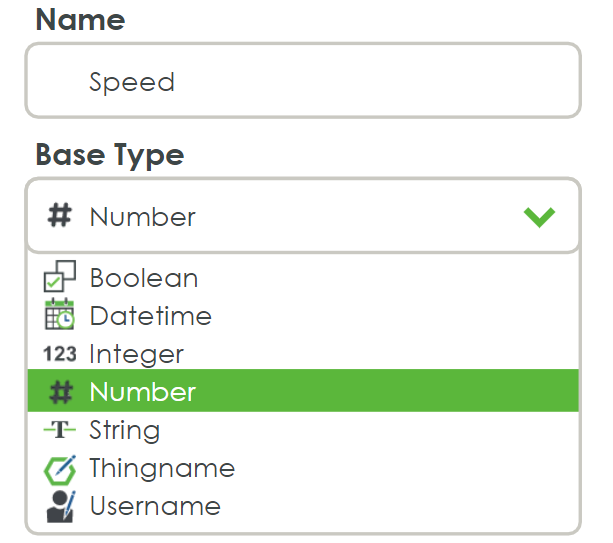 Name
Speed
Base Type
# Number
Boolean
Datetime
123 Integer
# Number
T String
Thingname
Username